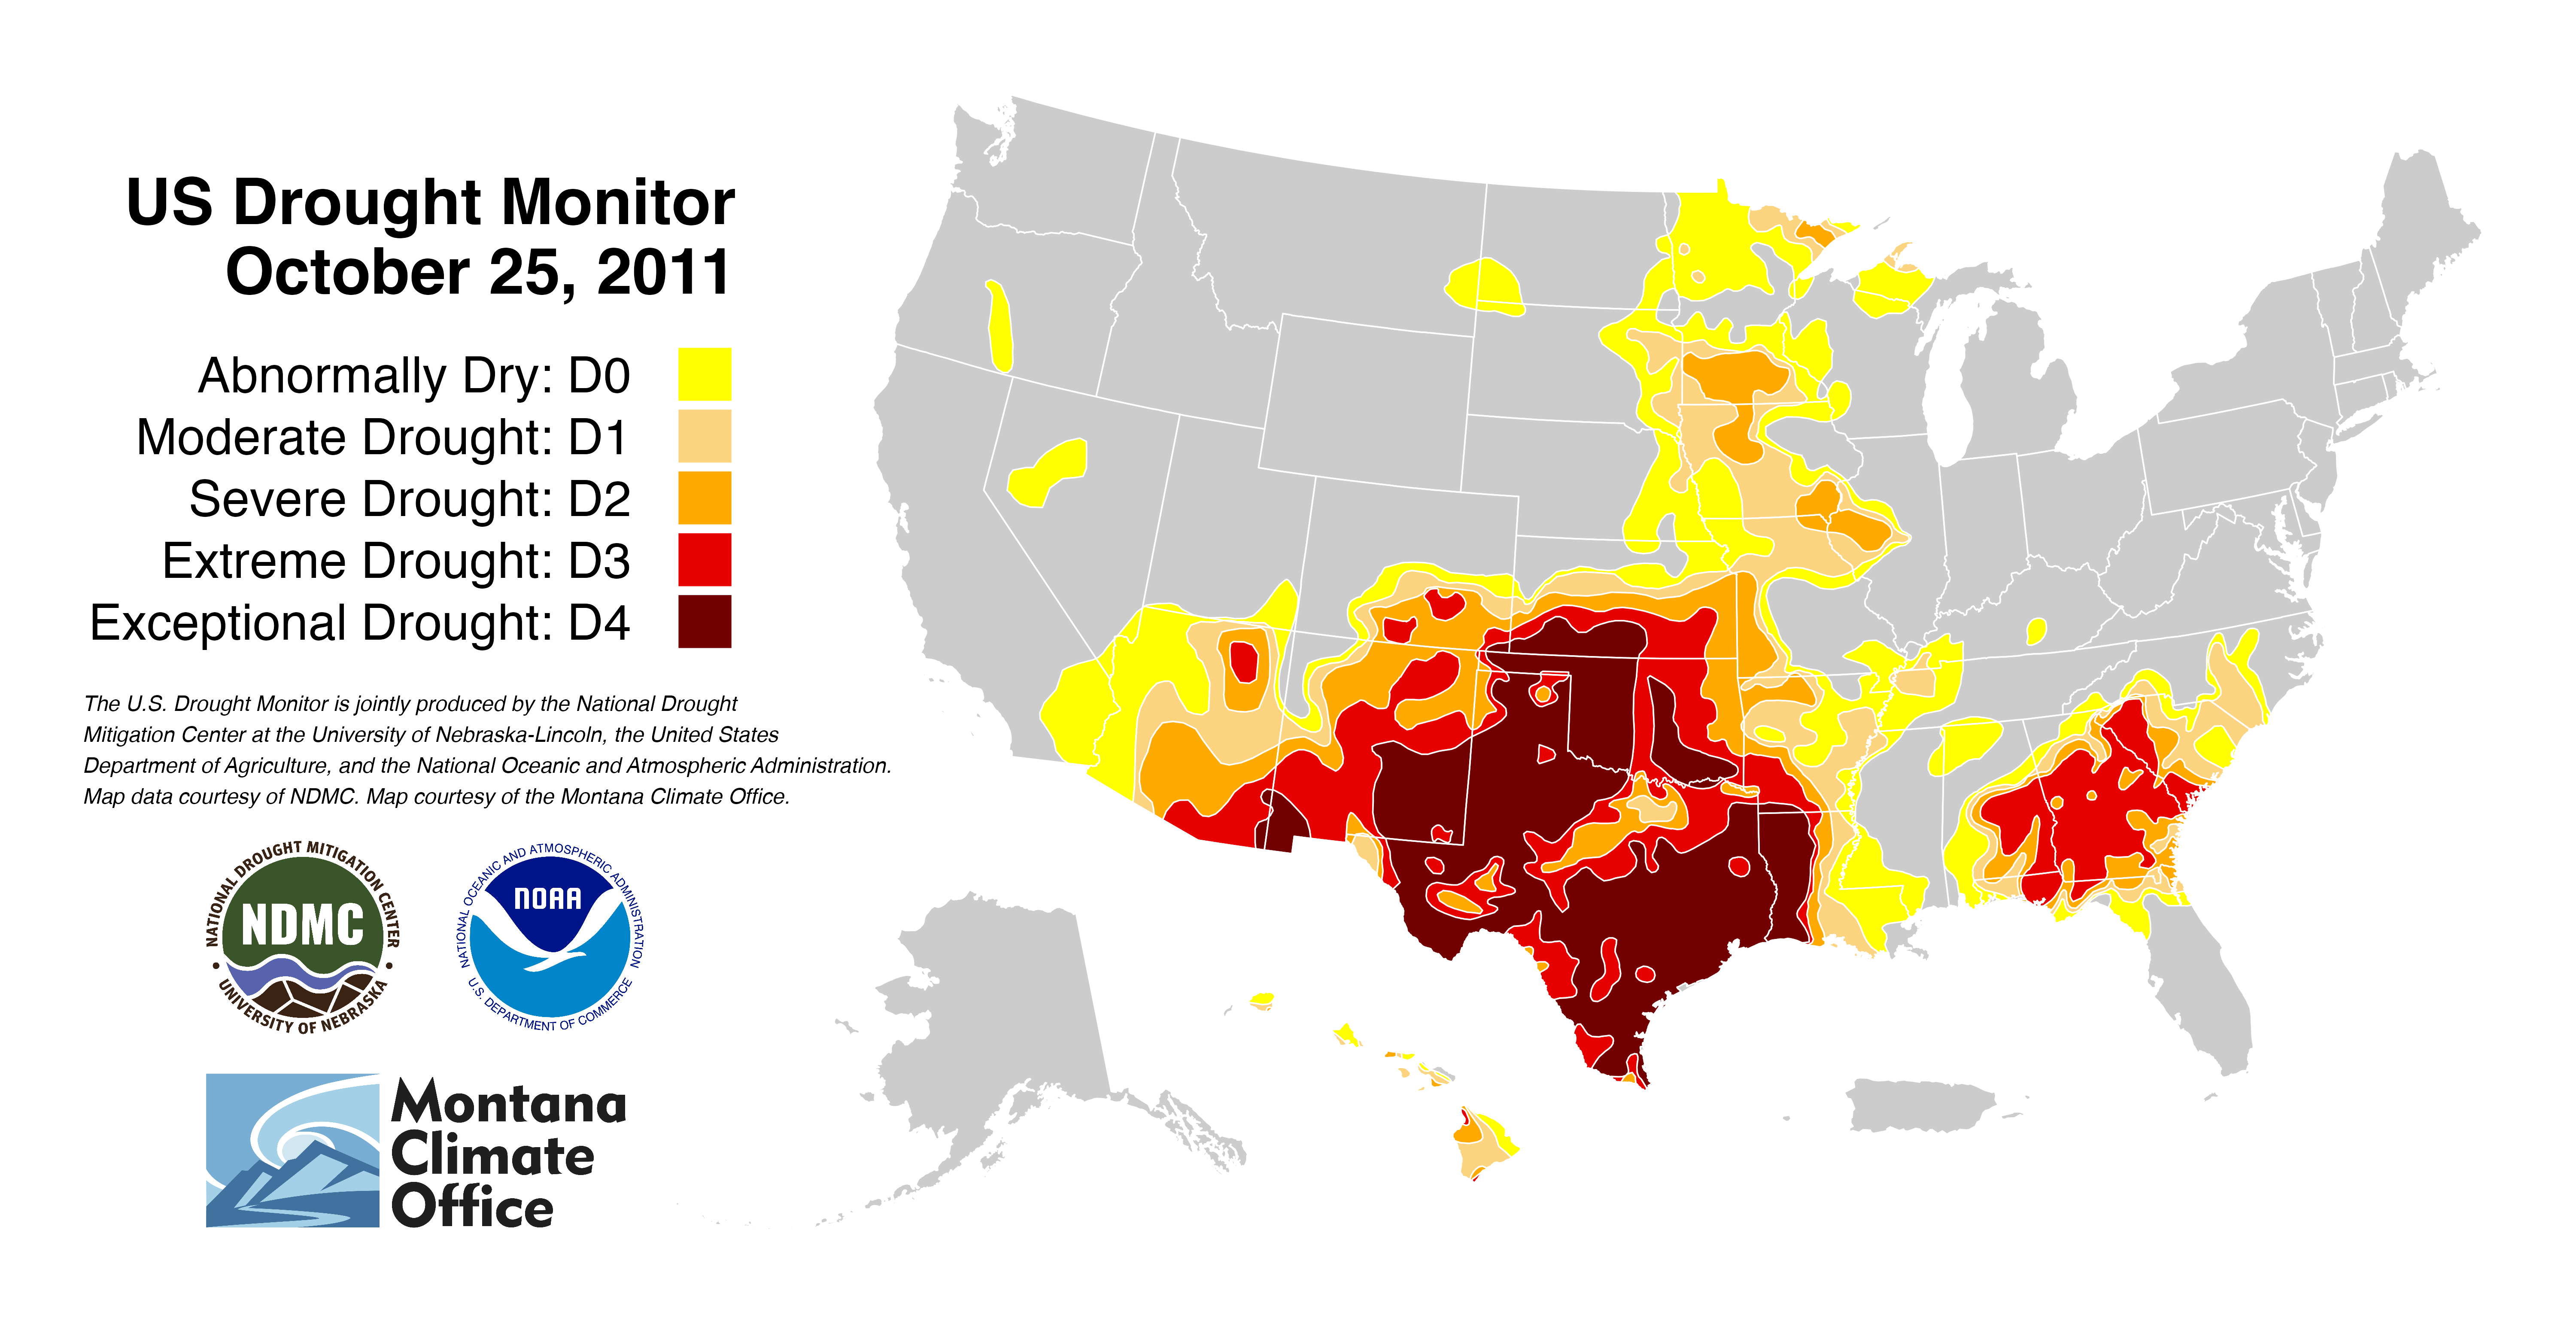 US Drought Monitor
October 25, 2011
Abnormally Dry: D0
Moderate Drought: D1
Severe Drought: D2
Extreme Drought: D3
Exceptional Drought: D4
The U.S. Drought Monitor is jointly produced by the National Drought
Mitigation Center at the University of Nebraska-Lincoln, the United States
Department of Agriculture, and the National Oceanic and Atmospheric Administration.
Map data courtesy of NDMC. Map courtesy of the Montana Climate Office.
NATIONAL DROUGHT MITIGATION CENTER
NDMC
• UNIVERSITY OF NEBRASKA •
NATIONAL OCEANIC AND ATMOSPHERIC ADMINISTRATION
NOAA
U.S. DEPARTMENT OF COMMERCE
Montana
Climate
Office